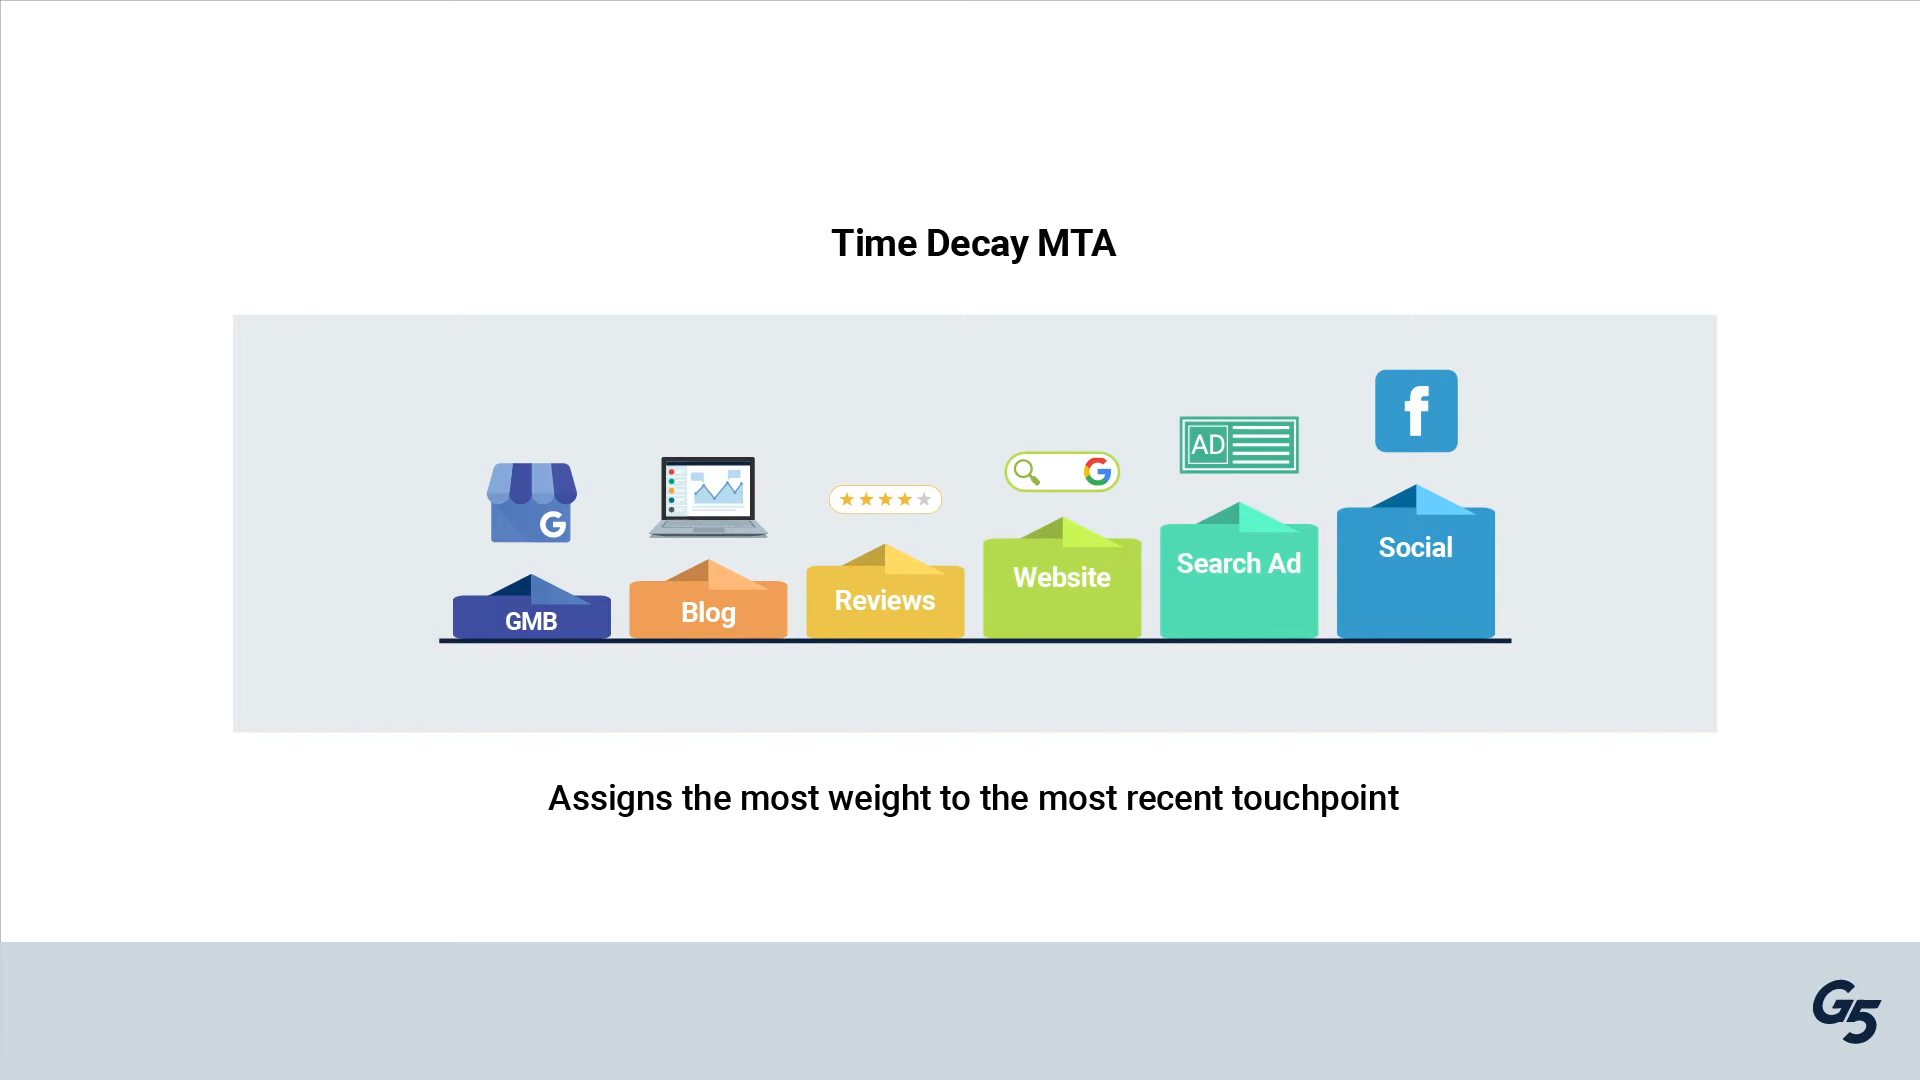 Time Decay MTA
AD
GMB
Blog
Reviews
Website
Search Ad
Social
Assigns the most weight to the most recent touchpoint
G5